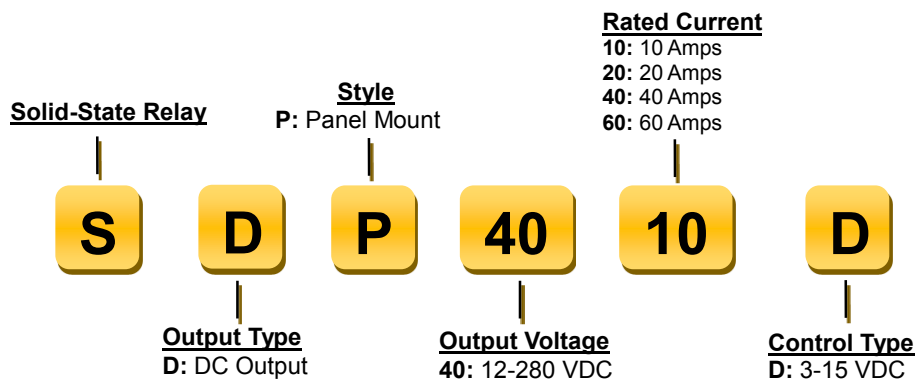 Rated Current
10: 10 Amps
20: 20 Amps
40: 40 Amps
60: 60 Amps
Style
P: Panel Mount
Solid-State Relay
S D P 40 10 D
Output Type
D: DC Output
Output Voltage
40: 12-280 VDC
Control Type
D: 3-15 VDC